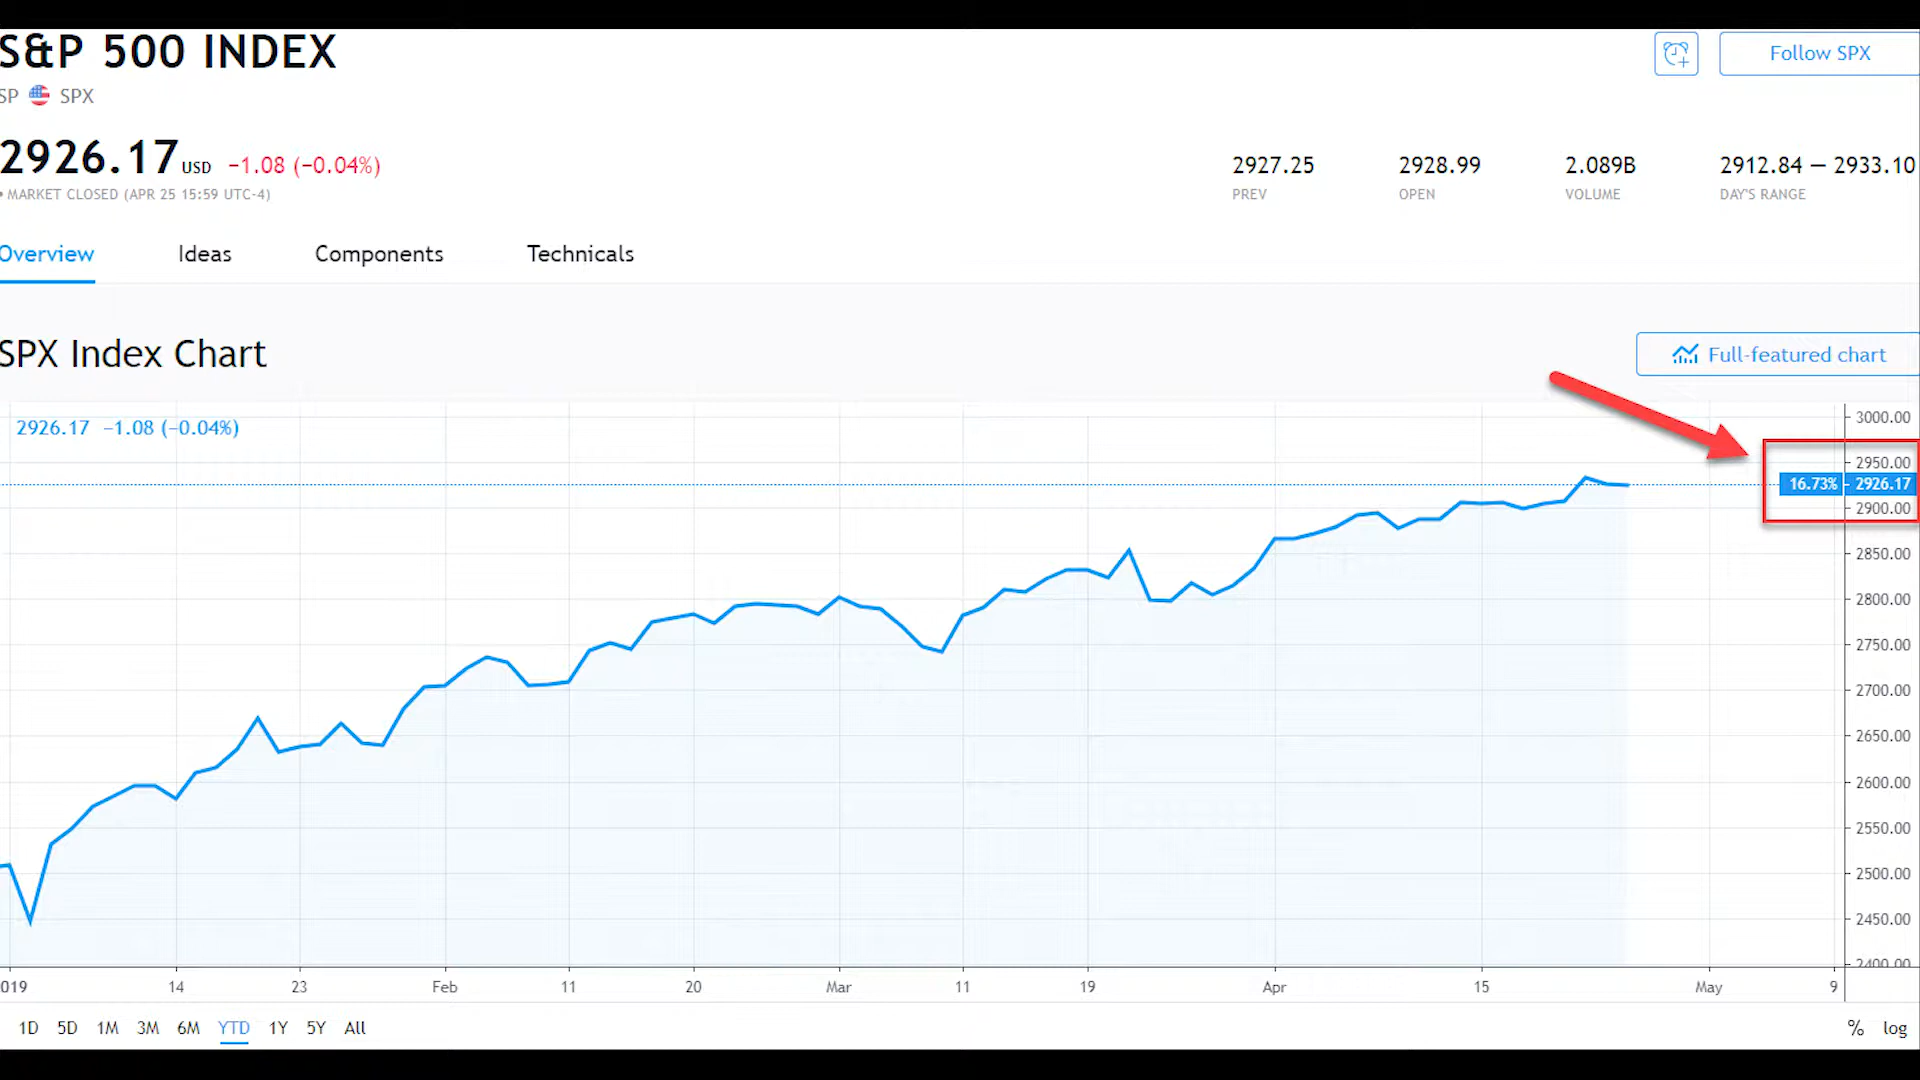 S&P 500 INDEX
Follow SPX
SP SPX
2926.17 USD −1.08 (−0.04%)
• MARKET CLOSED (APR 25 15:59 UTC-4)
2927.25 2928.99 2.089B 2912.84 — 2933.10
PREV OPEN VOLUME DAY'S RANGE
Overview Ideas Components Technicals
SPX Index Chart
Full-featured chart
2926.17 −1.08 (−0.04%)
3000.00
2950.00
16.73% 2926.17
2900.00
2850.00
2800.00
2750.00
2700.00
2650.00
2600.00
2550.00
2500.00
2450.00
2400.00
019 14 23 Feb 11 20 Mar 11 19 Apr 15 May 9
1D 5D 1M 3M 6M YTD 1Y 5Y All % log